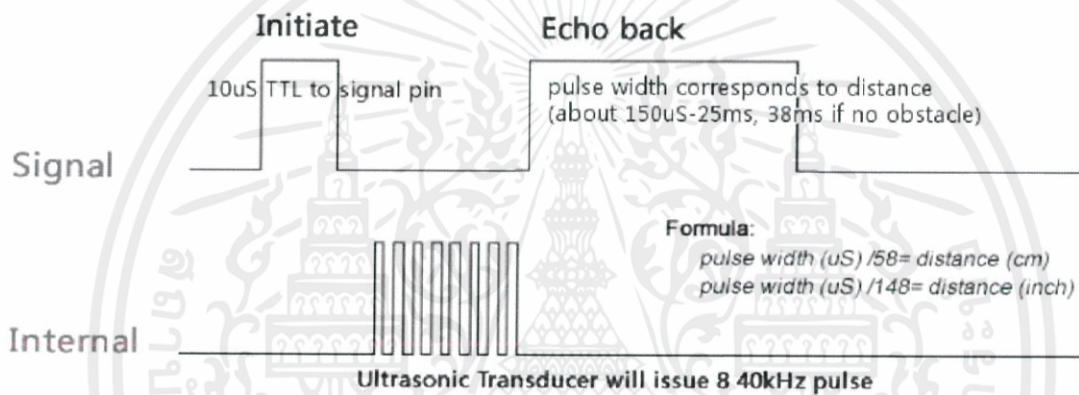 Initiate
Echo back
10uS TTL to signal pin
pulse width corresponds to distance
(about 150uS-25ms, 38ms if no obstacle)
Signal
Formula:
pulse width (uS) /58= distance (cm)
pulse width (uS) /148= distance (inch)
Internal
Ultrasonic Transducer will issue 8 40kHz pulse